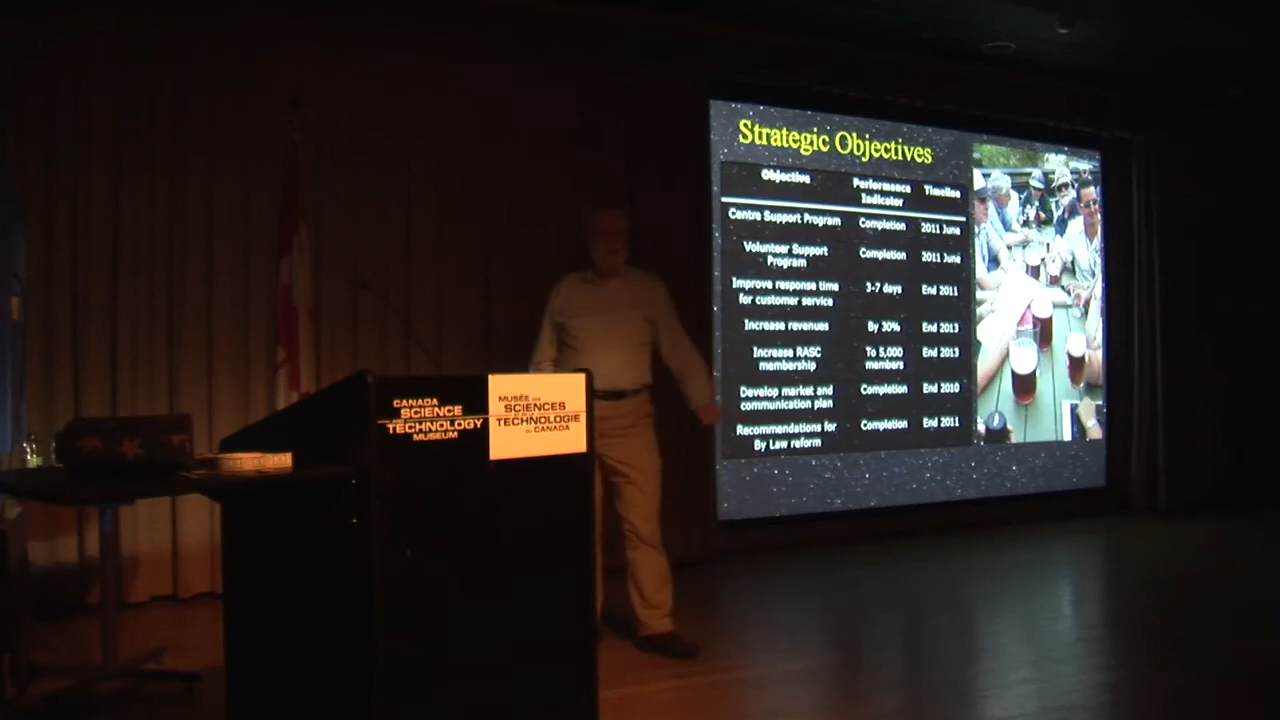 Strategic Objectives
Objective Performance Indicator Timeline
Centre Support Program Completion 2011 June
Volunteer Support Program Completion 2011 June
Improve response time for customer service 3-7 days End 2011
Increase revenues By 30% End 2013
Increase RASC membership To 5,000 members End 2013
Develop market and communication plan Completion End 2010
Recommendations for By Law reform Completion End 2011
CANADA
SCIENCE
TECHNOLOGY
MUSEUM
MUSÉE DES
SCIENCES
ET DE LA
TECHNOLOGIE
DU CANADA